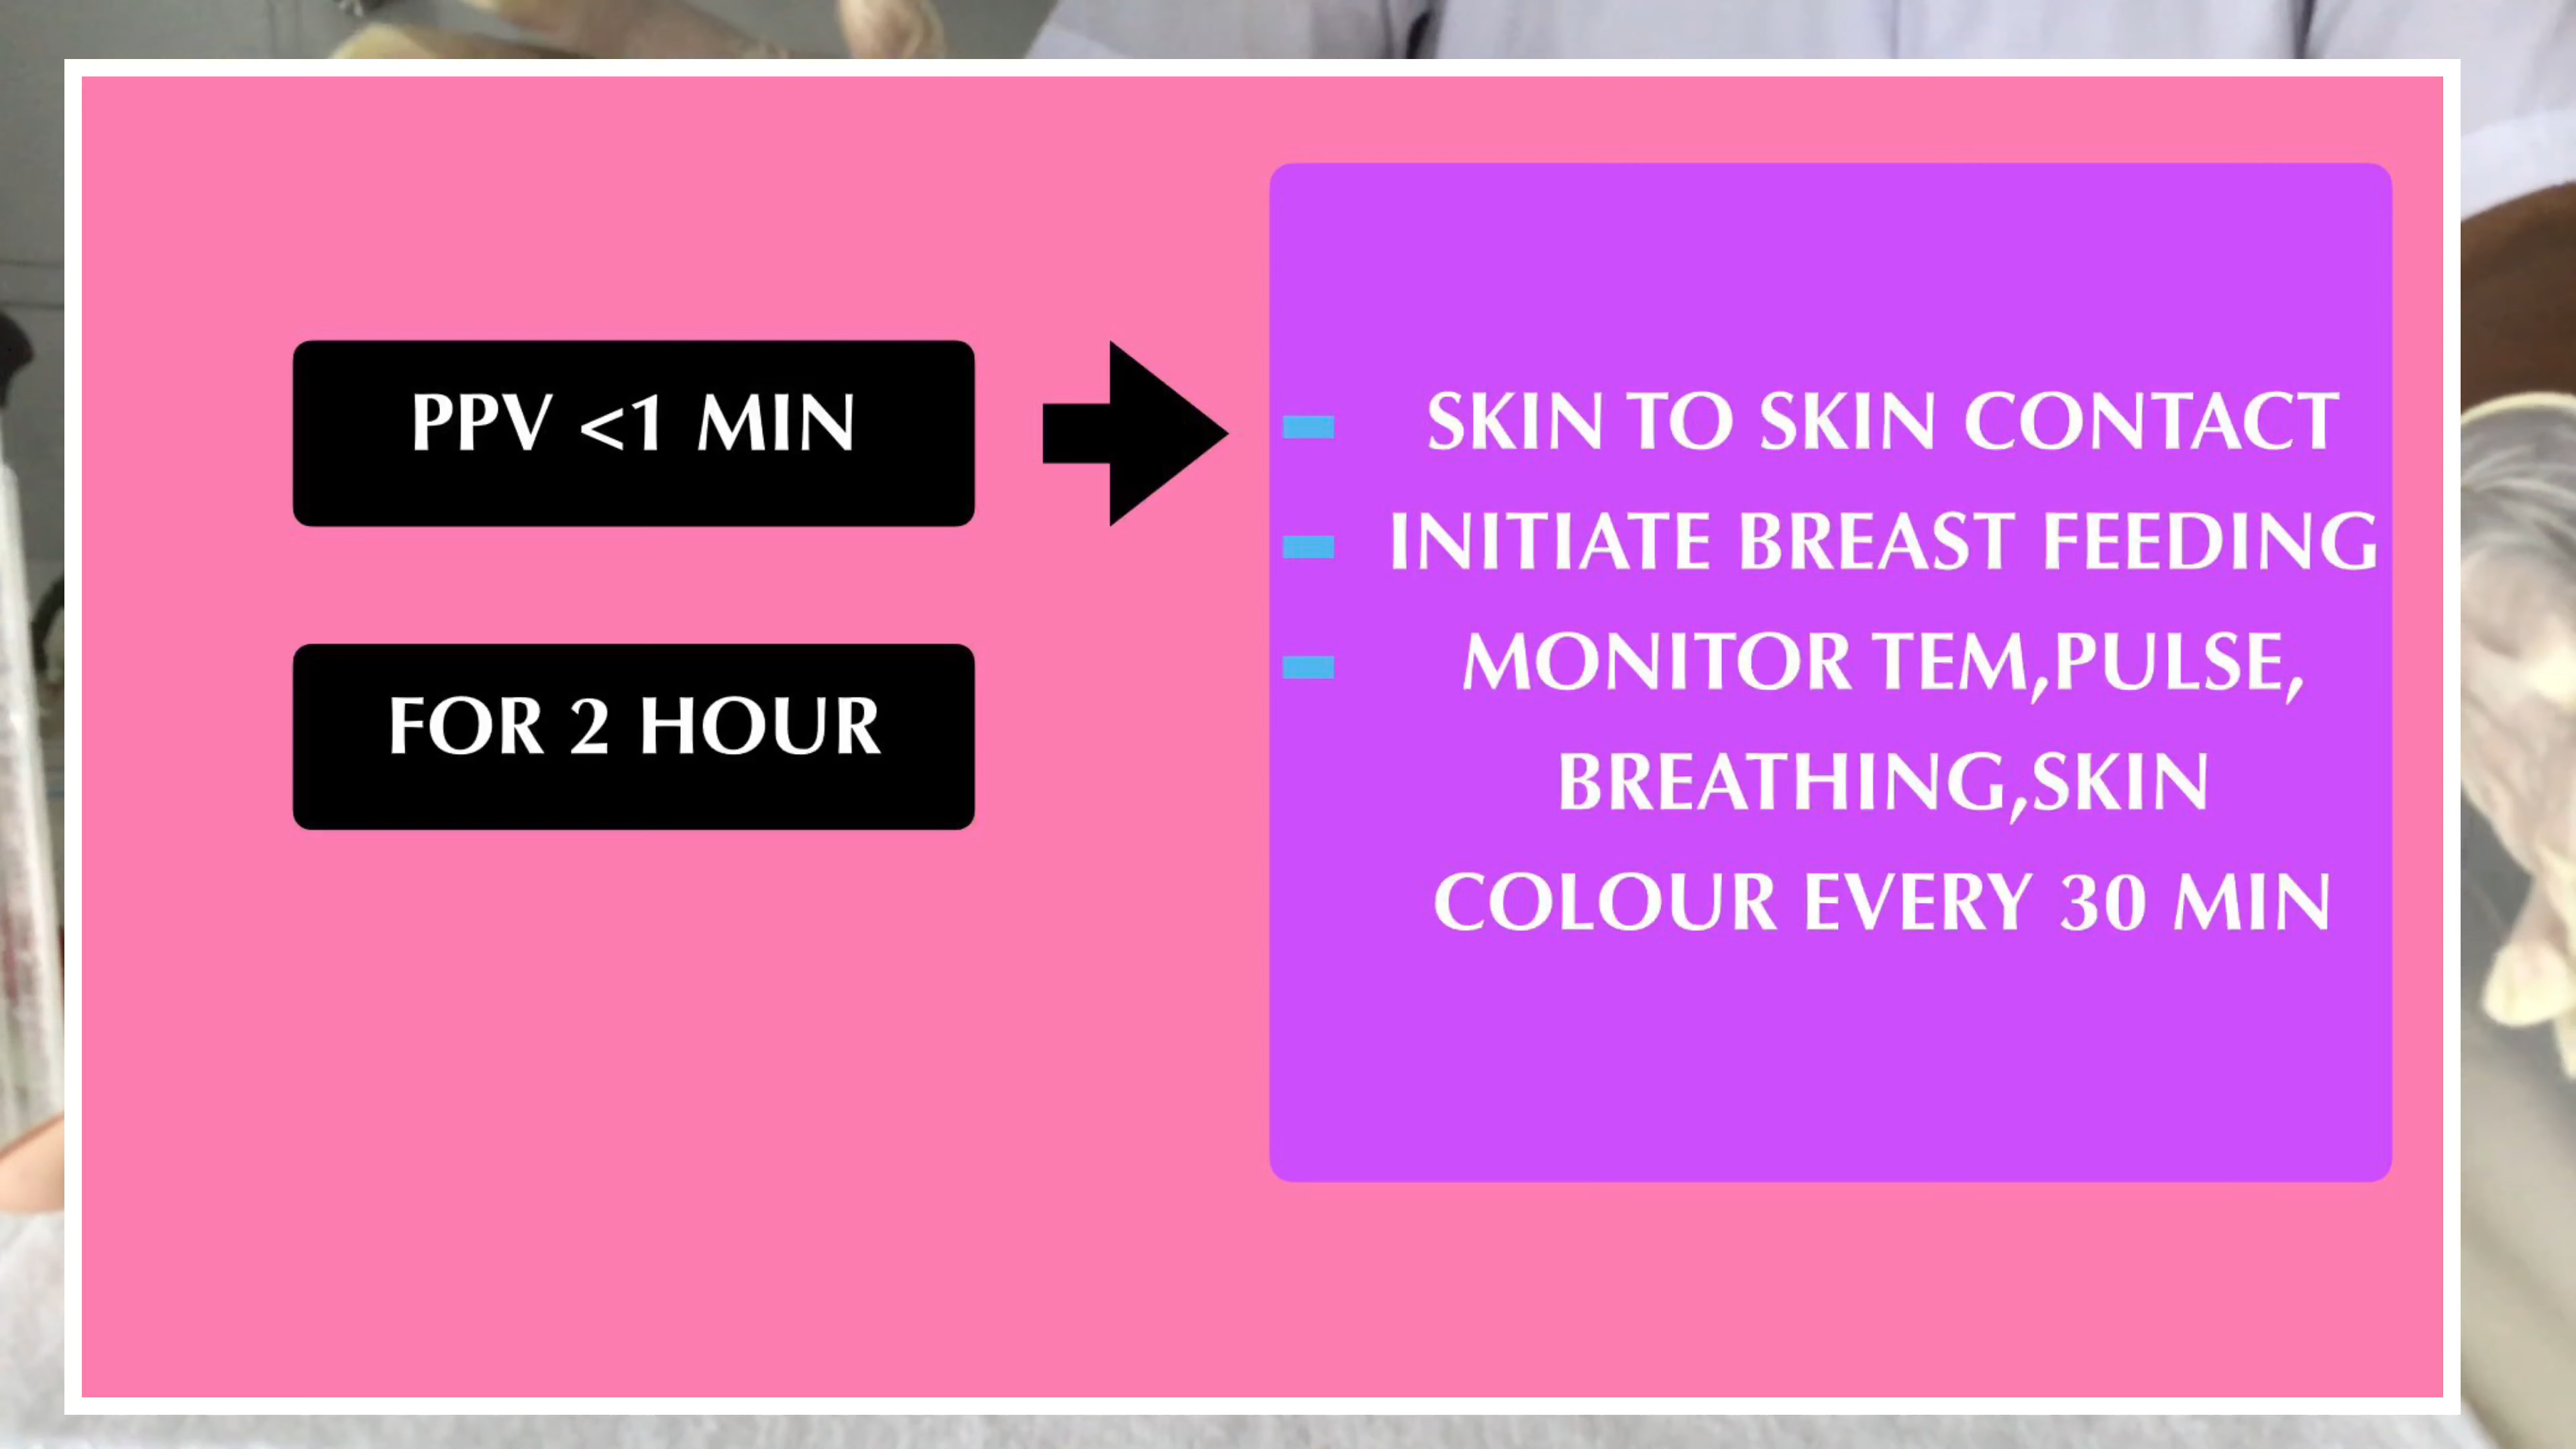 PPV <1 MIN
FOR 2 HOUR
SKIN TO SKIN CONTACT
INITIATE BREAST FEEDING
MONITOR TEM,PULSE,
BREATHING,SKIN
COLOUR EVERY 30 MIN